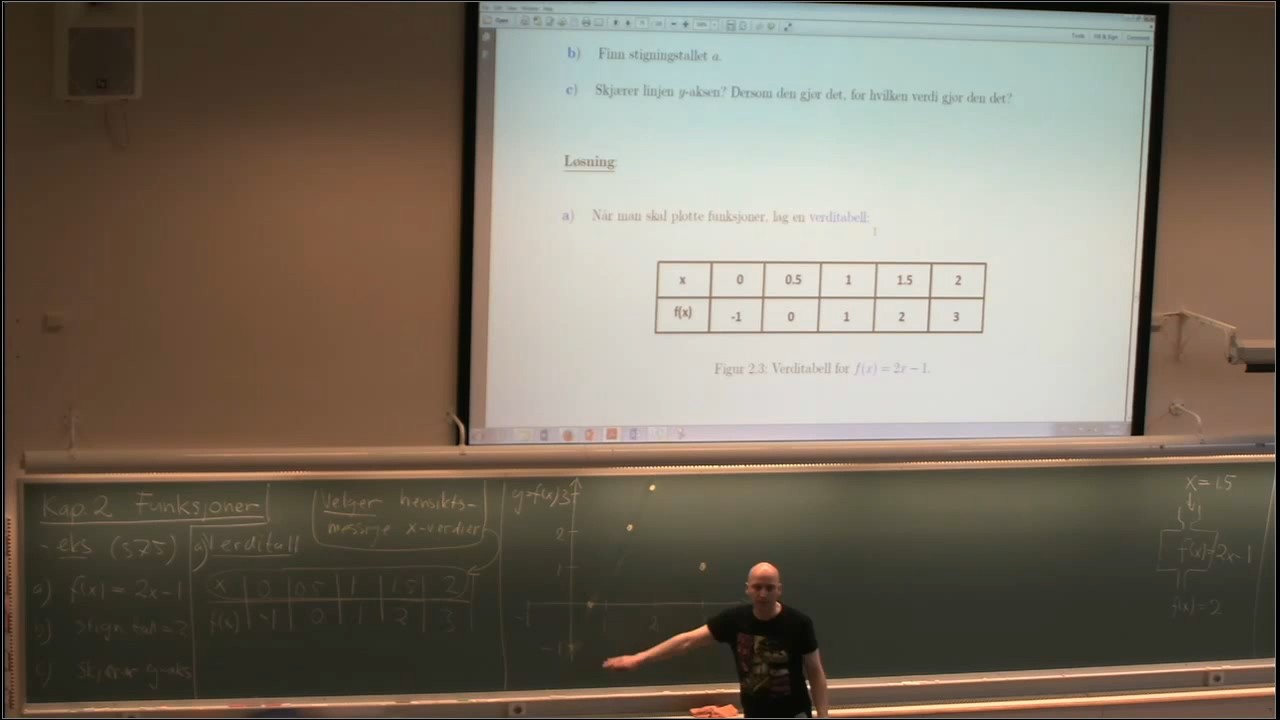 b) Finn stigningstallet a.
c) Skjærer linjen y-aksen? Dersom den gjør det, for hvilken verdi gjør den det?
Løsning:
a) Når man skal plotte funksjoner, lag en verditabell:
x 0 0.5 1 1.5 2
f(x) -1 0 1 2 3
Figur 2.3: Verditabell for f(x) = 2x − 1.
Kap. 2 Funksjoner
- eks (s75)
a) f(x) = 2x-1
b) stign.tall = 2
c) Skjærer y-aks
a) Verditall
Velger hensikts-
messige x-verdier
x 0 0.5 1 1.5 2
f(x) -1 0 1 2 3
y=f(x)
3
2
1
-1
2
-1
x = 1.5
f(x)=2x-1
f(x)=2